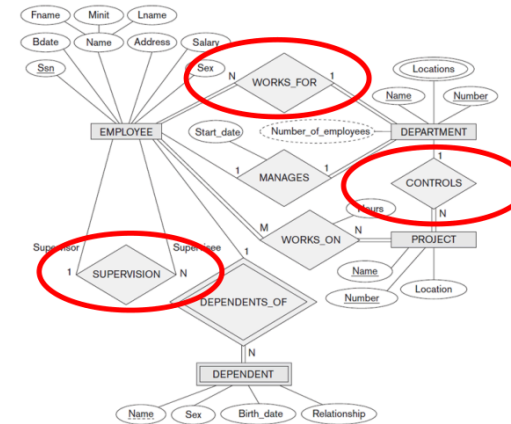 Fname
Minit
Lname
Bdate
Name
Address
Salary
Ssn
Sex
N
WORKS_FOR
1
Locations
Name
Number
EMPLOYEE
Start_date
Number_of_employees
DEPARTMENT
1
MANAGES
1
1
CONTROLS
Hours
M
WORKS_ON
N
N
PROJECT
Supervisor
Supervisee
1
SUPERVISION
N
1
Name
Number
Location
DEPENDENTS_OF
N
DEPENDENT
Name
Sex
Birth_date
Relationship